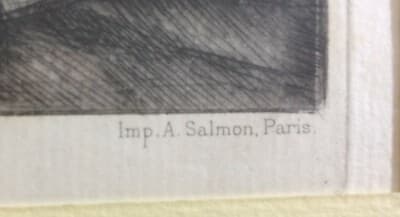 Imp. A. Salmon, Paris.